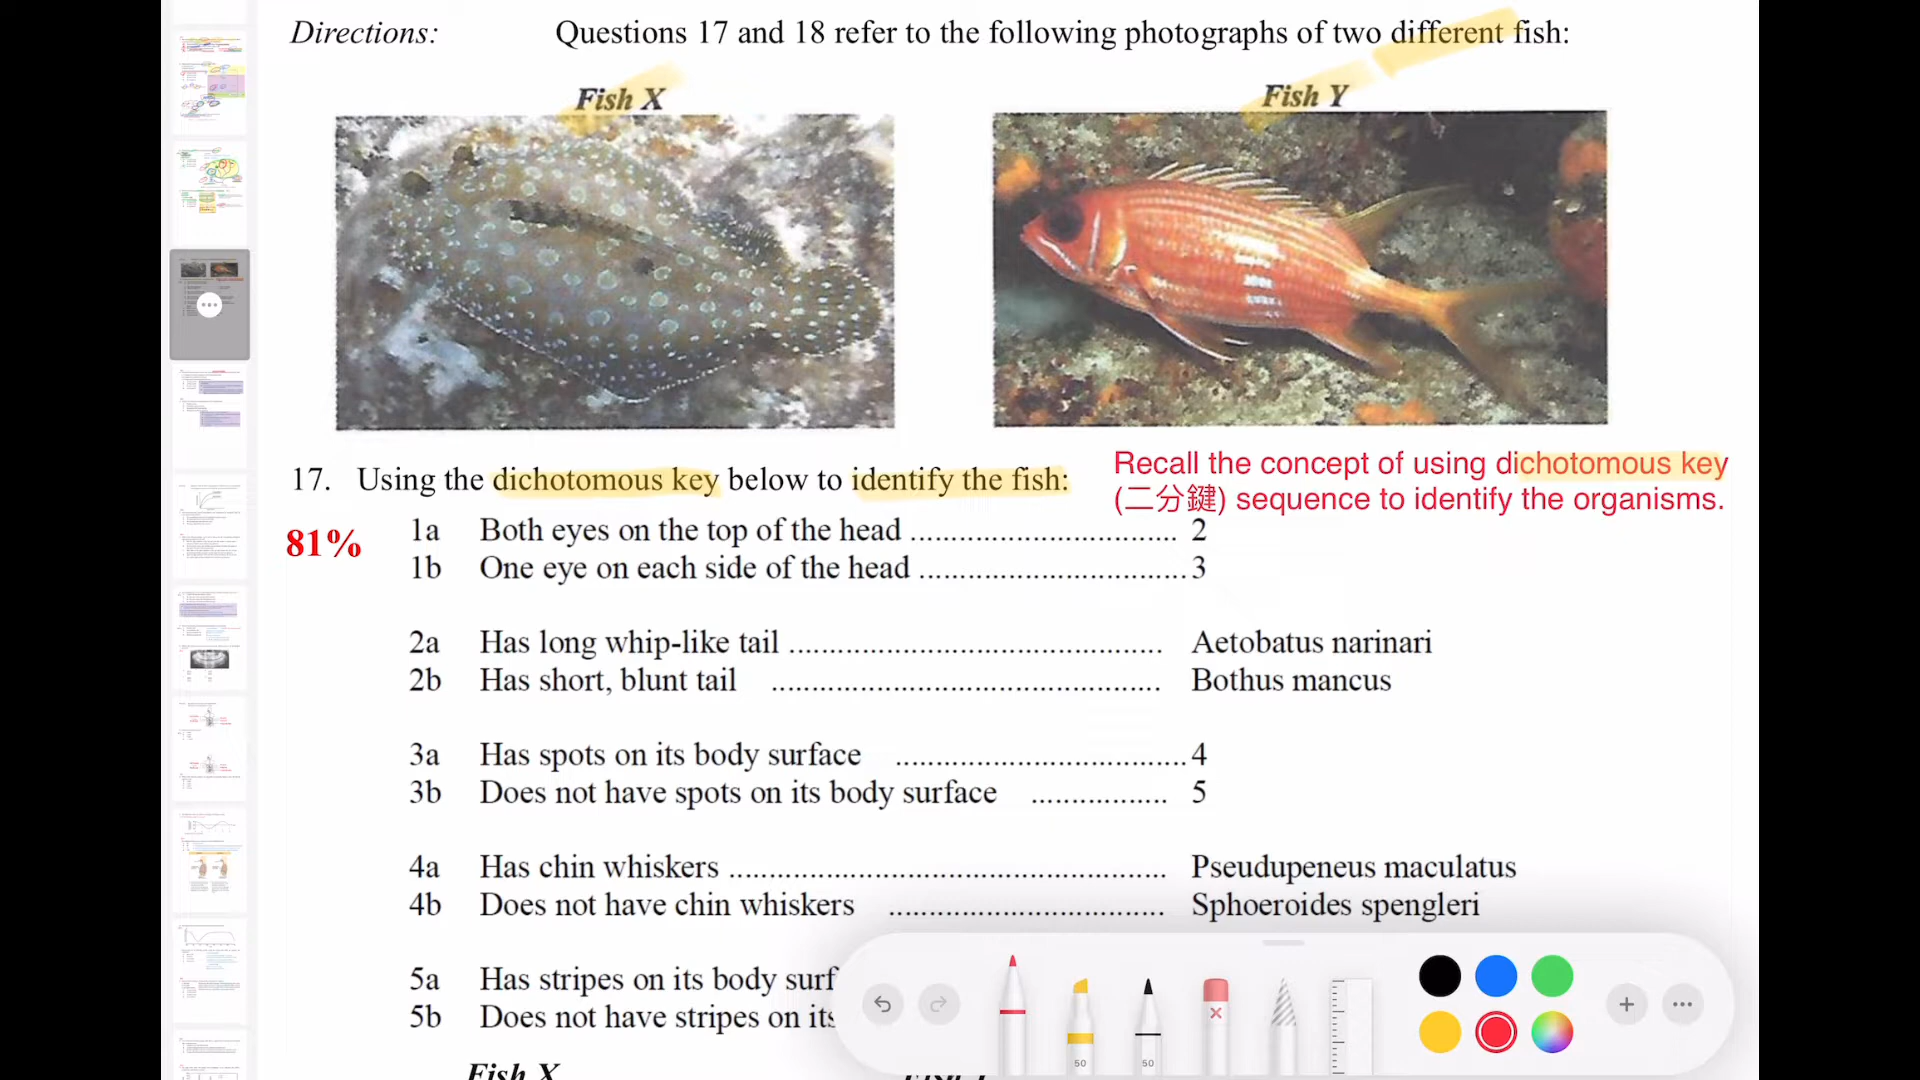 Directions: Questions 17 and 18 refer to the following photographs of two different fish:
Fish X Fish Y
17. Using the dichotomous key below to identify the fish:
Recall the concept of using dichotomous key
(二分鍵) sequence to identify the organisms.
81%
1a Both eyes on the top of the head ................................. 2
1b One eye on each side of the head ................................. 3
2a Has long whip-like tail .............................................. Aetobatus narinari
2b Has short, blunt tail ................................................ Bothus mancus
3a Has spots on its body surface .................................... 4
3b Does not have spots on its body surface ................. 5
4a Has chin whiskers ...................................................... Pseudupeneus maculatus
4b Does not have chin whiskers .................................. Sphoeroides spengleri
5a Has stripes on its body surf
5b Does not have stripes on its
Fish X
50 50